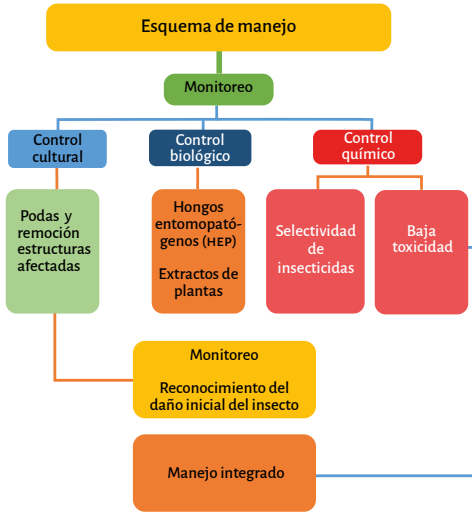 Esquema de manejo
Monitoreo
Control
cultural
Control
biológico
Control
químico
Podas y
remoción
estructuras
afectadas
Hongos
entomopató-
genos (HEP)
Extractos de
plantas
Selectividad
de
insecticidas
Baja
toxicidad
Monitoreo
Reconocimiento del
daño inicial del insecto
Manejo integrado